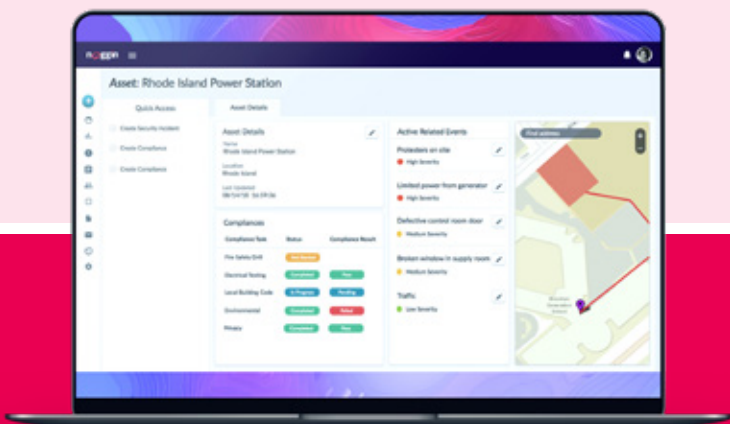 Asset: Rhode Island Power Station
Quick Access
Asset Details
Create Security Incident
Create Compliance
Create Compliance
Asset Details
Name
Rhode Island Power Station
Location
Rhode Island
Last Updated
Compliances
Compliance Task Status Compliance Result
Fire Safety Drill Not Started
Electrical Testing Completed Pass
Local Building Code In Progress Pending
Environmental Completed Failed
Privacy Completed Pass
Active Related Events
Protesters on site
High Severity
Limited power from generator
High Severity
Defective control room door
Medium Severity
Broken window in supply room
Medium Severity
Traffic
Low Severity
Find address